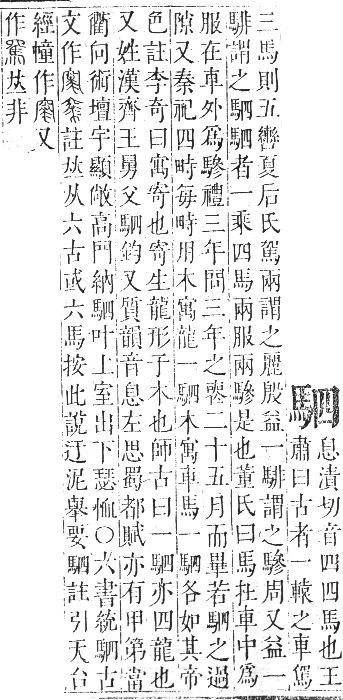 駟
息漬切音四四馬也王
肅曰古者一轅之車駕
三馬則五轡夏后氏駕兩謂之麗殷益一騑謂之驂周又益一
騑謂之駟駟者一乘四馬兩服兩驂是也董氏曰馬在車中爲
服在車外爲驂禮三年問三年之喪二十五月而畢若駟之過
隙又秦祀四畤每畤用木寓龍一駟木寓車馬一駟各如其帝
色註李奇曰寓寄也寄生龍形于木也師古曰一駟亦四龍也
又姓漢齊王舅父駟鈞又質韻音息左思蜀都賦亦有甲第當
衢向術壇宇顯敞高門納駟叶上室出下瑟恤○六書統駟古
文作
註
从六古或六馬按此說迂泥舉要駟註引天台
經幢作
又
作
非